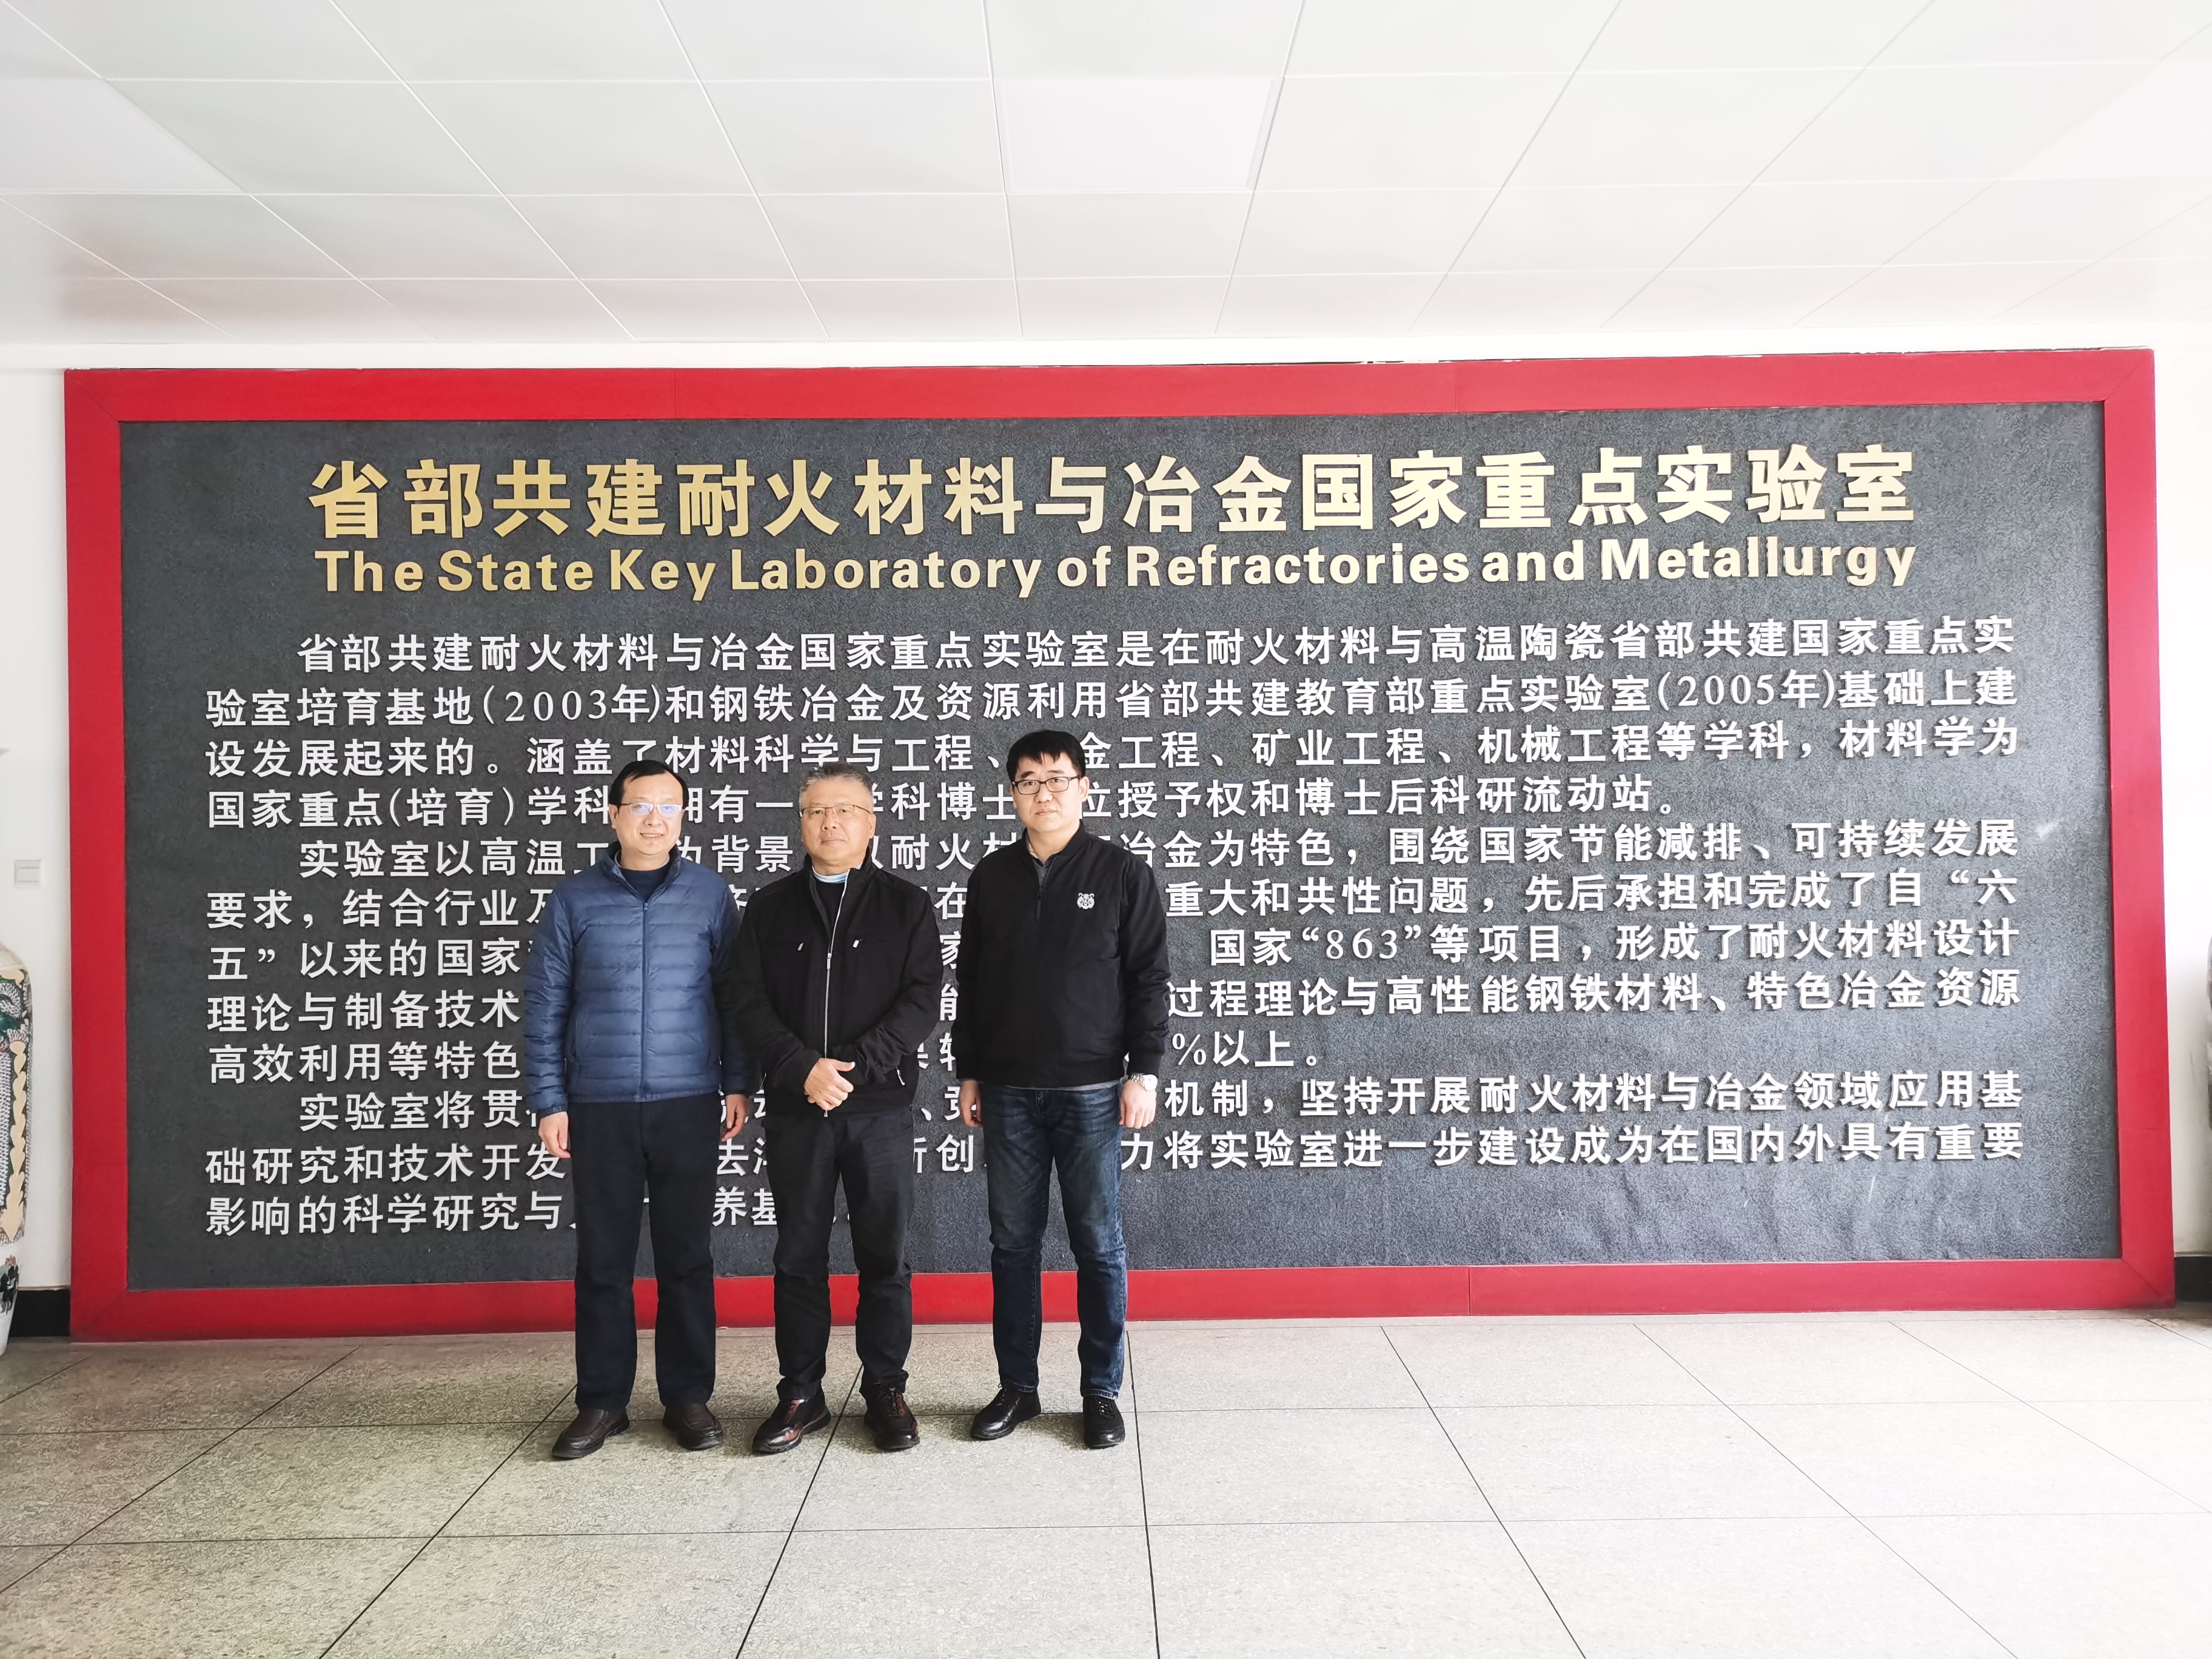 省部共建耐火材料与冶金国家重点实验室
The State Key Laboratory of Refractories and Metallurgy
省部共建耐火材料与冶金国家重点实验室是在耐火材料与高温陶瓷省部共建国家重点实
验室培育基地(2003年)和钢铁冶金及资源利用省部共建教育部重点实验室(2005年)基础上建
设发展起来的。涵盖了材料科学与工程、金工程、矿业工程、机械工程等学科，材料学为
国家重点(培育)学科 拥有一 学科博士 位授予权和博士后科研流动站。
实验室以高温工 为背景 以耐火材 冶金为特色，围绕国家节能减排、可持续发展
要求，结合行业及 在 重大和共性问题，先后承担和完成了自“六
五”以来的国家 家 国家“863”等项目，形成了耐火材料设计
理论与制备技术 能 过程理论与高性能钢铁材料、特色冶金资源
高效利用等特色 %以上。
实验室将贯 、竞 机制，坚持开展耐火材料与冶金领域应用基
础研究和技术开发 去 新创 力将实验室进一步建设成为在国内外具有重要
影响的科学研究与 养基